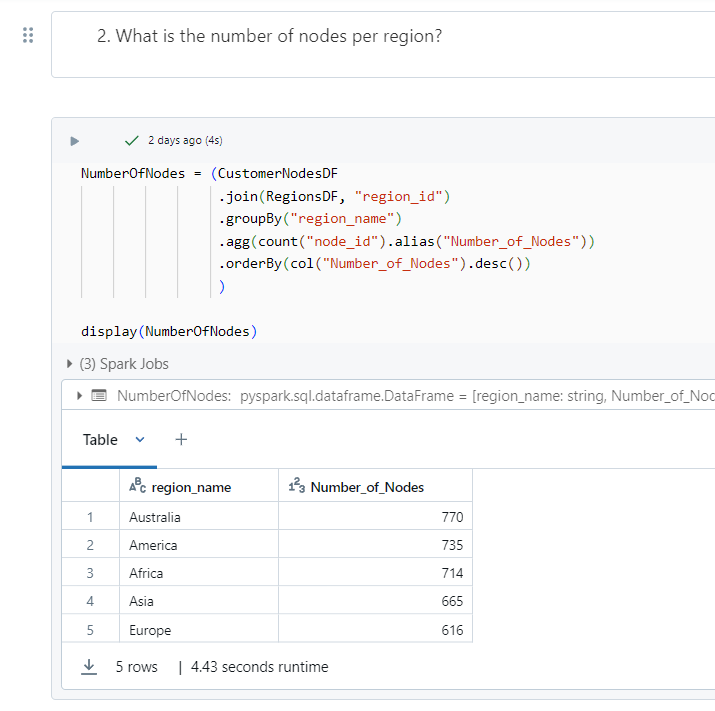 2. What is the number of nodes per region?
2 days ago (4s)
NumberOfNodes = (CustomerNodesDF
.join(RegionsDF, "region_id")
.groupBy("region_name")
.agg(count("node_id").alias("Number_of_Nodes"))
.orderBy(col("Number_of_Nodes").desc())
)
display(NumberOfNodes)
(3) Spark Jobs
NumberOfNodes: pyspark.sql.dataframe.DataFrame = [region_name: string, Number_of_Noc
Table +
ABC region_name 123 Number_of_Nodes
1 Australia 770
2 America 735
3 Africa 714
4 Asia 665
5 Europe 616
5 rows | 4.43 seconds runtime